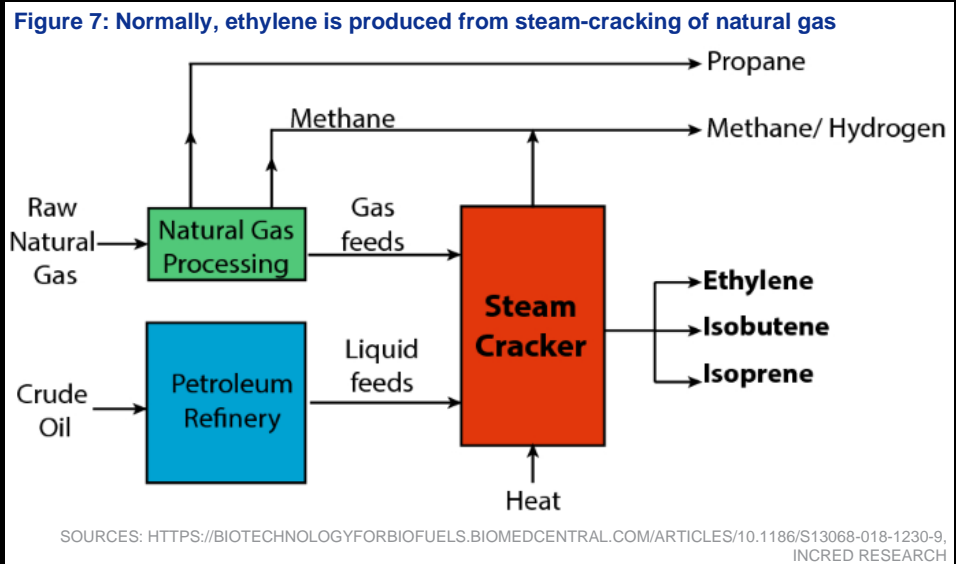 Figure 7: Normally, ethylene is produced from steam-cracking of natural gas
Propane
Methane
Methane/ Hydrogen
Raw
Natural
Gas
Natural Gas
Processing
Gas
feeds
Steam
Cracker
Ethylene
Isobutene
Isoprene
Crude
Oil
Petroleum
Refinery
Liquid
feeds
Heat
SOURCES: HTTPS://BIOTECHNOLOGYFORBIOFUELS.BIOMEDCENTRAL.COM/ARTICLES/10.1186/S13068-018-1230-9,
INCRED RESEARCH